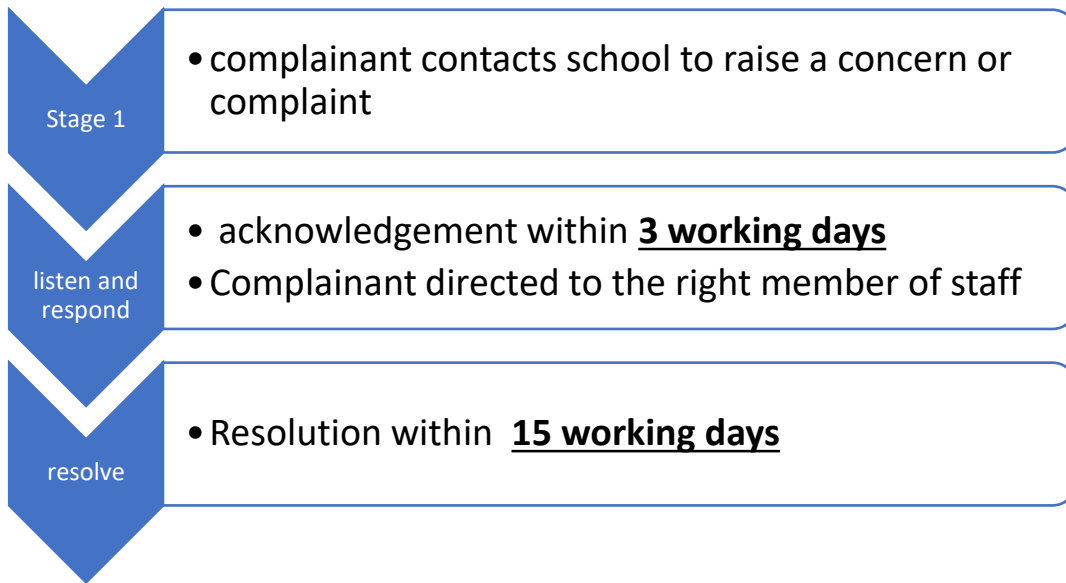 Stage 1
• complainant contacts school to raise a concern or
complaint
listen and
respond
• acknowledgement within 3 working days
• Complainant directed to the right member of staff
resolve
• Resolution within 15 working days